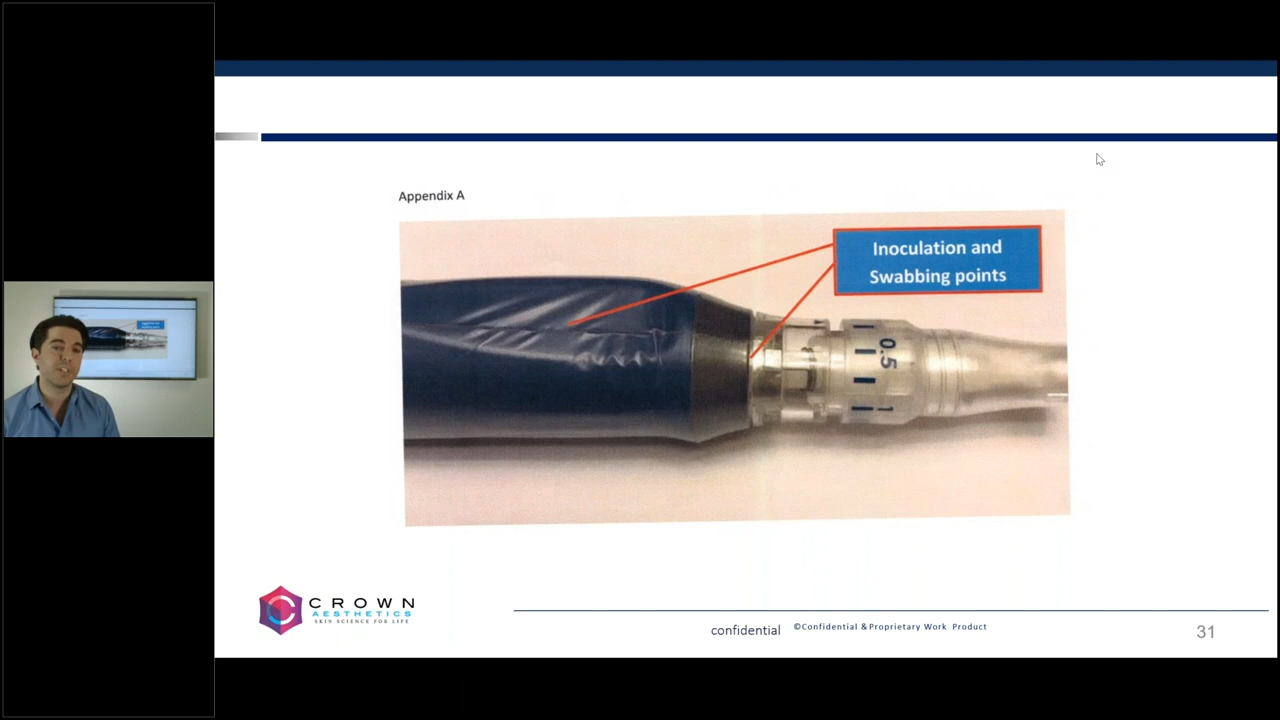 Appendix A
Inoculation and
Swabbing points
0.5
1
CROWN
AESTHETICS
SKIN SCIENCE FOR LIFE
confidential
©Confidential & Proprietary Work Product
31